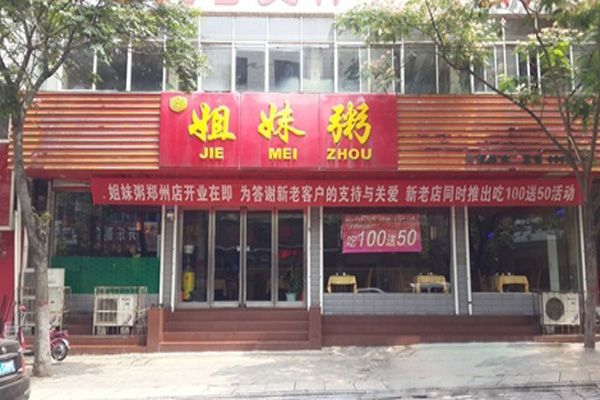 姐妹粥
JIE MEI ZHOU
姐妹粥郑州店开业在即 为答谢新老客户的支持与关爱 新老店同时推出吃100送50活动
吃100送50